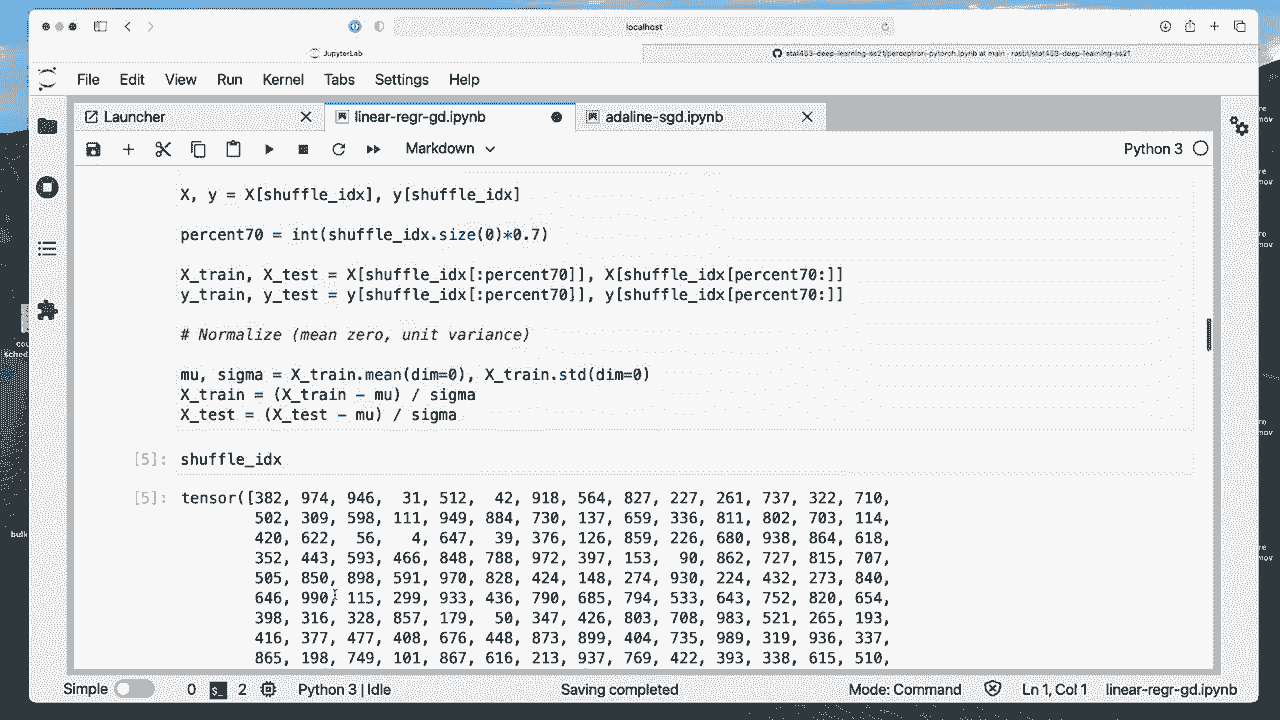 localhost
JupyterLab
stat453-deep-learning-ss21/perceptron-pytorch.ipynb at main · rasbt/stat453-deep-learning-ss21
File Edit View Run Kernel Tabs Settings Help
Launcher
linear-regr-gd.ipynb
adaline-sgd.ipynb
Markdown
Python 3
X, y = X[shuffle_idx], y[shuffle_idx]
percent70 = int(shuffle_idx.size(0)*0.7)
X_train, X_test = X[shuffle_idx[:percent70]], X[shuffle_idx[percent70:]]
y_train, y_test = y[shuffle_idx[:percent70]], y[shuffle_idx[percent70:]]
# Normalize (mean zero, unit variance)
mu, sigma = X_train.mean(dim=0), X_train.std(dim=0)
X_train = (X_train - mu) / sigma
X_test = (X_test - mu) / sigma
[5]: shuffle_idx
[5]: tensor([382, 974, 946, 31, 512, 42, 918, 564, 827, 227, 261, 737, 322, 710,
502, 309, 598, 111, 949, 884, 730, 137, 659, 336, 811, 802, 703, 114,
420, 622, 56, 4, 647, 39, 376, 126, 859, 226, 680, 938, 864, 618,
352, 443, 593, 466, 848, 788, 972, 397, 153, 90, 862, 727, 815, 707,
505, 850, 898, 591, 970, 828, 424, 148, 274, 930, 224, 432, 273, 840,
646, 990, 115, 299, 933, 436, 790, 685, 794, 533, 643, 752, 820, 654,
398, 316, 328, 857, 179, 50, 347, 426, 803, 708, 983, 521, 265, 193,
416, 377, 477, 408, 676, 448, 873, 899, 404, 735, 989, 319, 936, 337,
865, 198, 749, 101, 867, 616, 213, 937, 769, 422, 393, 338, 615, 510,
Simple 0 2 Python 3 | Idle Saving completed Mode: Command Ln 1, Col 1 linear-regr-gd.ipynb